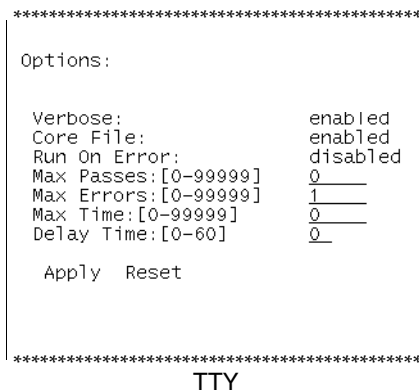 ************************************************
Options:
Verbose: enabled
Core File: enabled
Run On Error: disabled
Max Passes:[0-99999] 0
Max Errors:[0-99999] 1
Max Time:[0-99999] 0
Delay Time:[0-60] 0
Apply Reset
************************************************
TTY